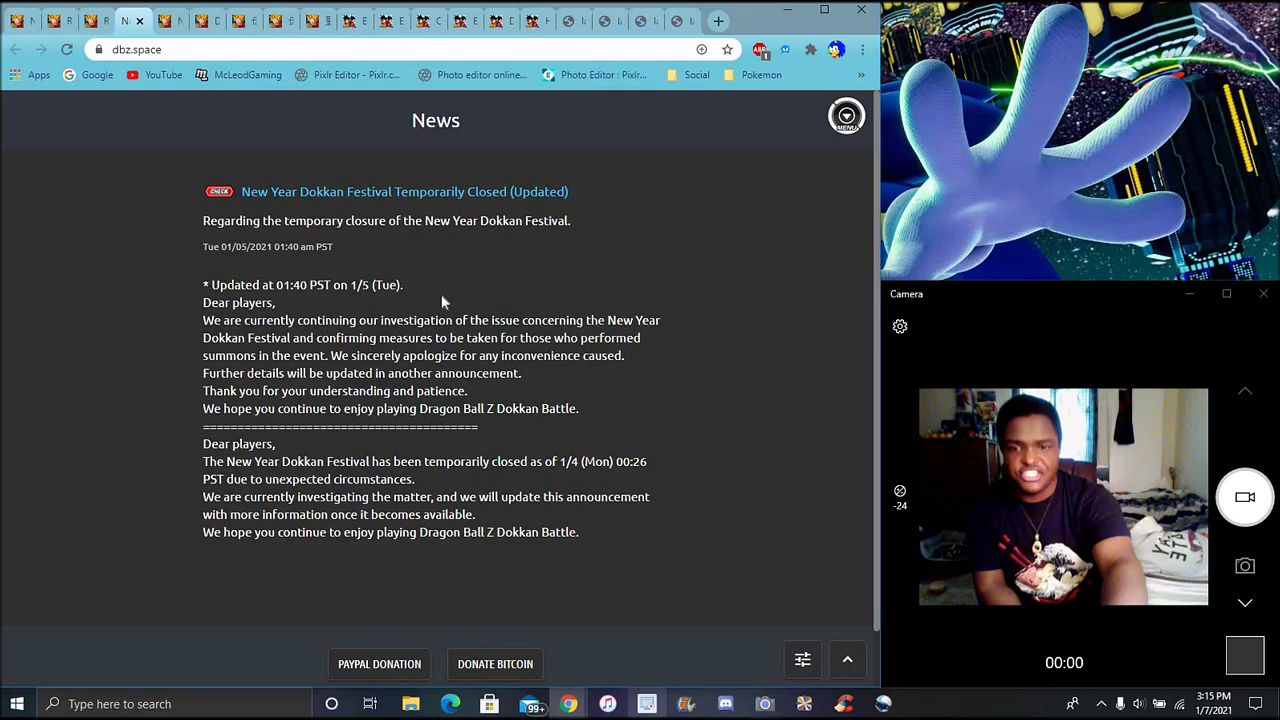 N
R
R
N
N
D
E
E
C
E
D
H
dbz.space
ABP
1
Apps
Google
YouTube
McLeodGaming
Pixlr Editor - Pixlr.c...
Photo editor online...
Photo Editor : Pixlr...
Social
Pokemon
»
News
MENU
CHECK New Year Dokkan Festival Temporarily Closed (Updated)
Regarding the temporary closure of the New Year Dokkan Festival.
Tue 01/05/2021 01:40 am PST
* Updated at 01:40 PST on 1/5 (Tue).
Dear players,
We are currently continuing our investigation of the issue concerning the New Year
Dokkan Festival and confirming measures to be taken for those who performed
summons in the event. We sincerely apologize for any inconvenience caused.
Further details will be updated in another announcement.
Thank you for your understanding and patience.
We hope you continue to enjoy playing Dragon Ball Z Dokkan Battle.
========================================
Dear players,
The New Year Dokkan Festival has been temporarily closed as of 1/4 (Mon) 00:26
PST due to unexpected circumstances.
We are currently investigating the matter, and we will update this announcement
with more information once it becomes available.
We hope you continue to enjoy playing Dragon Ball Z Dokkan Battle.
PAYPAL DONATION
DONATE BITCOIN
Camera
-24
00:00
Type here to search
99+
3:15 PM
1/7/2021